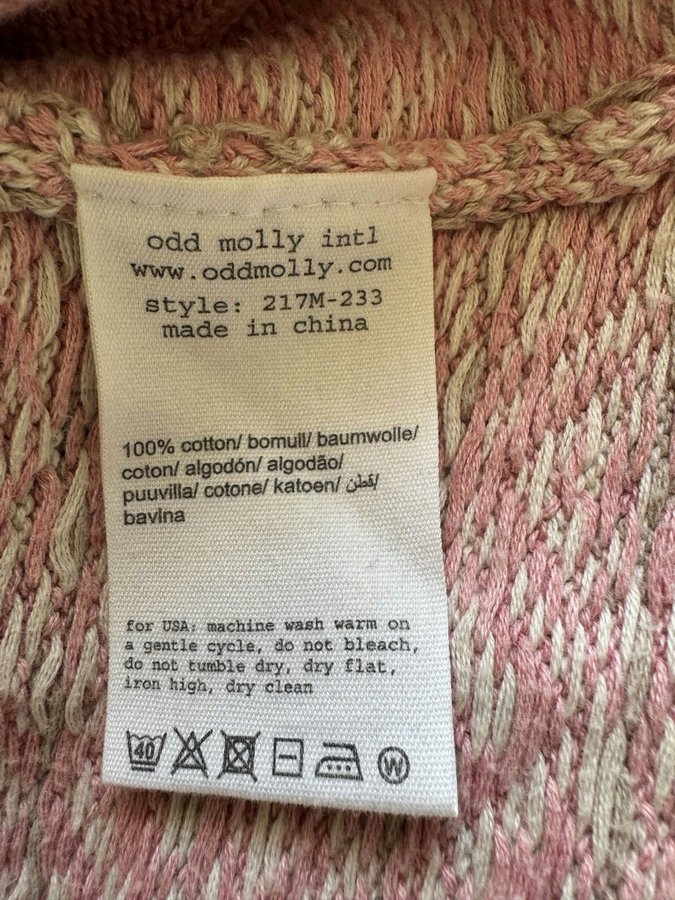 odd molly intl
www.oddmolly.com
style: 217M-233
made in china
100% cotton/ bomull/ baumwolle/
coton/ algodón/ algodão/
puuvilla/ cotone/ katoen/ قطن/
bavlna
for USA: machine wash warm on
a gentle cycle, do not bleach,
do not tumble dry, dry flat,
iron high, dry clean
40 W